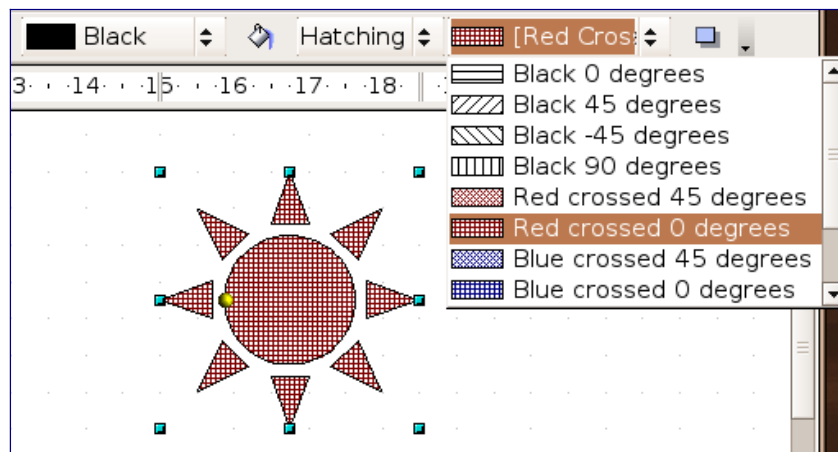 Black Hatching [Red Cros
3 · 14 · 15 · 16 · 17 · 18
Black 0 degrees
Black 45 degrees
Black -45 degrees
Black 90 degrees
Red crossed 45 degrees
Red crossed 0 degrees
Blue crossed 45 degrees
Blue crossed 0 degrees